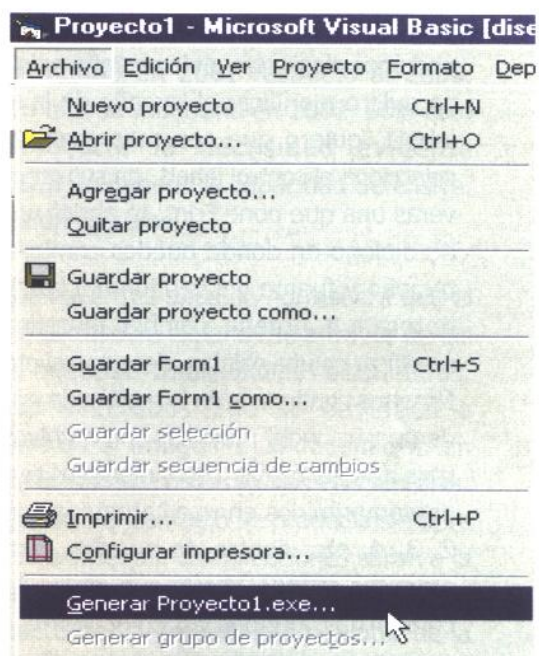 Proyecto1 - Microsoft Visual Basic [dise
Archivo Edición Ver Proyecto Formato Dep
Nuevo proyecto Ctrl+N
Abrir proyecto... Ctrl+O
Agregar proyecto...
Quitar proyecto
Guardar proyecto
Guardar proyecto como...
Guardar Form1 Ctrl+S
Guardar Form1 como...
Guardar selección
Guardar secuencia de cambios
Imprimir... Ctrl+P
Configurar impresora...
Generar Proyecto1.exe...
Generar grupo de proyectos...